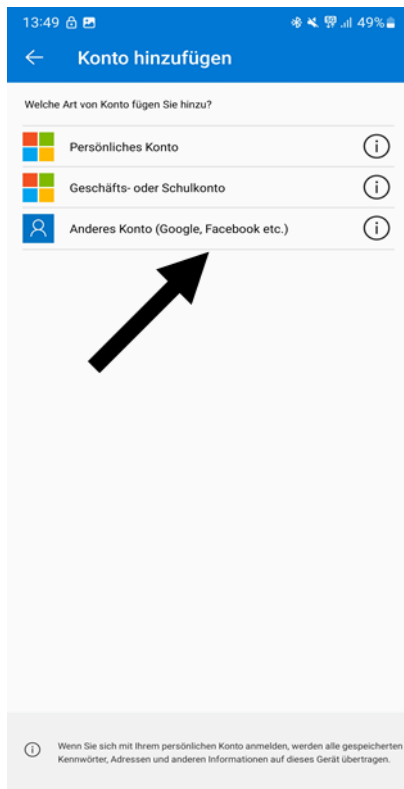 13:49 49%
Konto hinzufügen
Welche Art von Konto fügen Sie hinzu?
Persönliches Konto
Geschäfts- oder Schulkonto
Anderes Konto (Google, Facebook etc.)
Wenn Sie sich mit Ihrem persönlichen Konto anmelden, werden alle gespeicherten
Kennwörter, Adressen und anderen Informationen auf dieses Gerät übertragen.